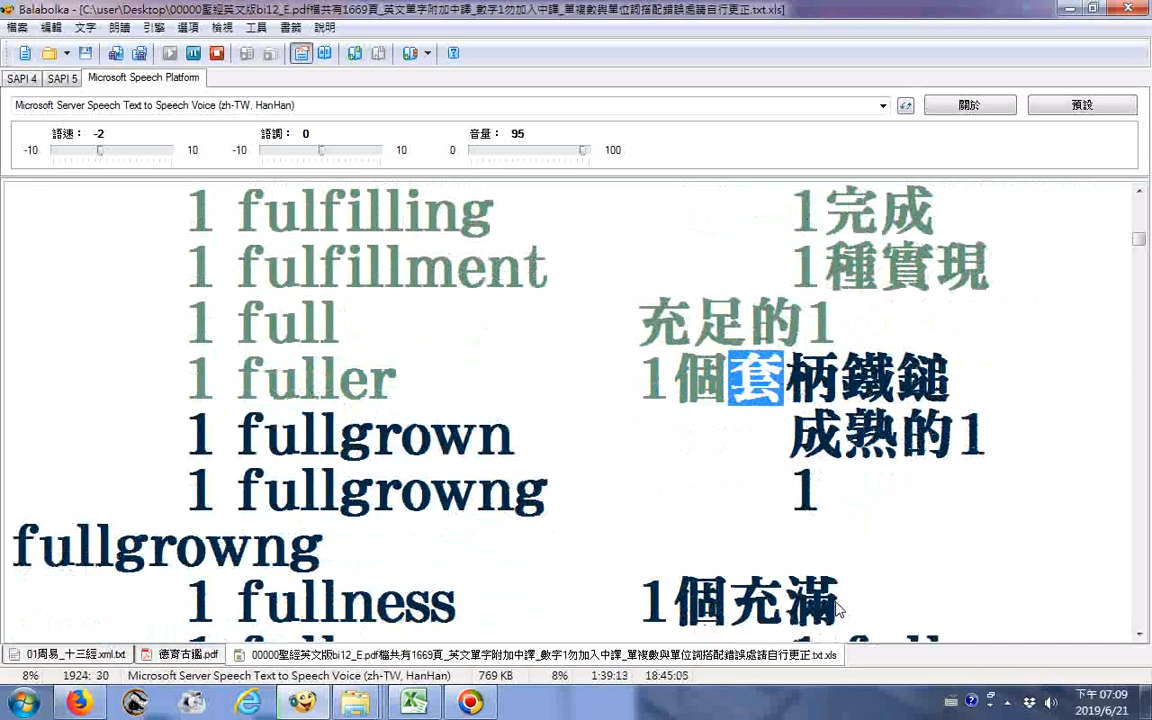 Balabolka - [C:\user\Desktop\00000聖經英文版bi12_E.pdf檔共有1669頁_英文單字附加中譯_數字1勿加入中譯_單複數與單位詞搭配錯誤處請自行更正.txt.xls]
檔案 編輯 文字 朗讀 引擎 選項 檢視 工具 書籤 說明
SAPI 4 SAPI 5 Microsoft Speech Platform
Microsoft Server Speech Text to Speech Voice (zh-TW, HanHan) 關於 預設
語速： -2 語調： 0 音量： 95
-10 10 -10 10 0 100
1 fulfilling 1完成
1 fulfillment 1種實現
1 full 充足的1
1 fuller 1個套柄鐵鎚
1 fullgrown 成熟的1
1 fullgrowng 1
fullgrowng
1 fullness 1個充滿
01周易_十三經.xml.txt 德育古鑑.pdf 00000聖經英文版bi12_E.pdf檔共有1669頁_英文單字附加中譯_數字1勿加入中譯_單複數與單位詞搭配錯誤處請自行更正.txt.xls
8% 1924: 30 Microsoft Server Speech Text to Speech Voice (zh-TW, HanHan) 769 KB 8% 1:39:13 18:45:05
下午 07:09
2019/6/21